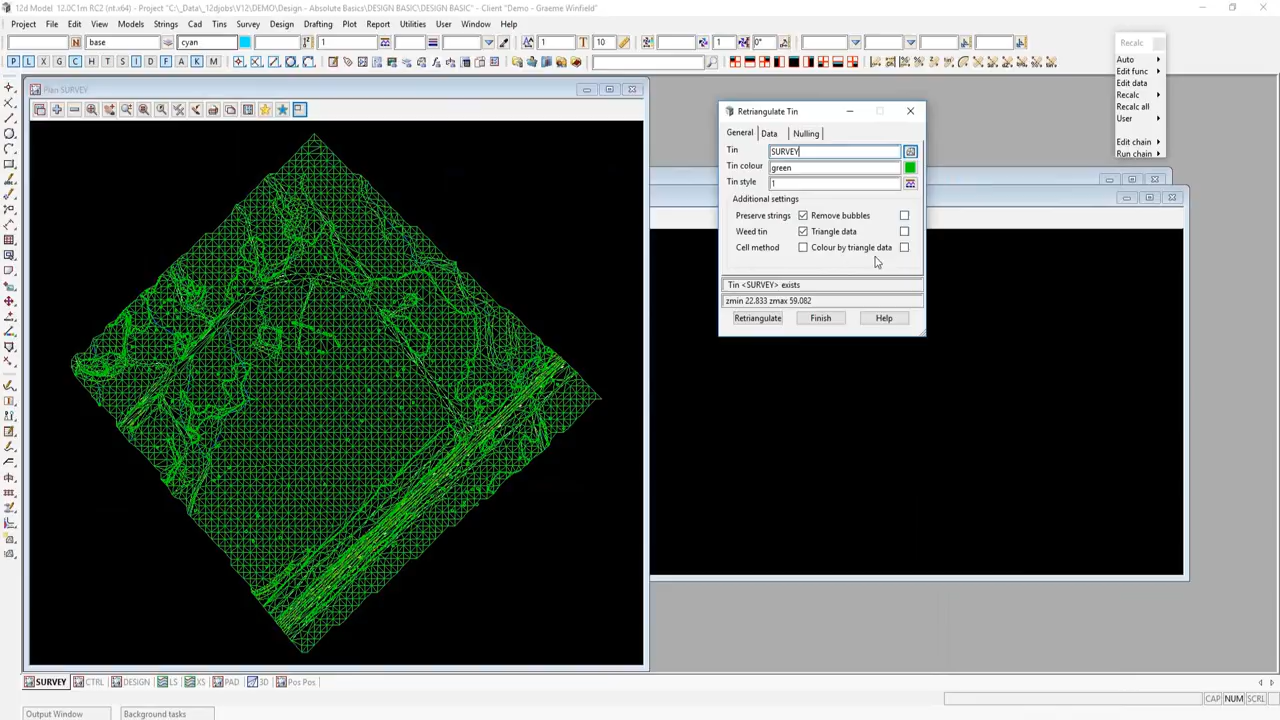 12d Model 12.0C1m RC2 (nt.x64) - Project "C:\_Data\_12djobs\V12\DEMO\Design - Absolute Basics\DESIGN BASIC\DESIGN BASIC" - Client "Demo - Graeme Winfield"
Project File Edit View Models Strings Cad Tins Survey Design Drafting Plot Report Utilities User Window Help
N base cyan 1 A 1 T 10 1 0°
P L X G C H T S I D F A K M
Recalc
Auto
Edit func
Edit data
Recalc
Recalc all
User
Edit chain
Run chain
Plan SURVEY
Retriangulate Tin
General Data Nulling
Tin SURVEY
Tin colour green
Tin style 1
Additional settings
Preserve strings Remove bubbles
Weed tin Triangle data
Cell method Colour by triangle data
Tin <SURVEY> exists
zmin 22.833 zmax 59.082
Retriangulate Finish Help
SURVEY CTRL DESIGN LS XS PAD 3D Pos Pos
CAP NUM SCRL
Output Window Background tasks